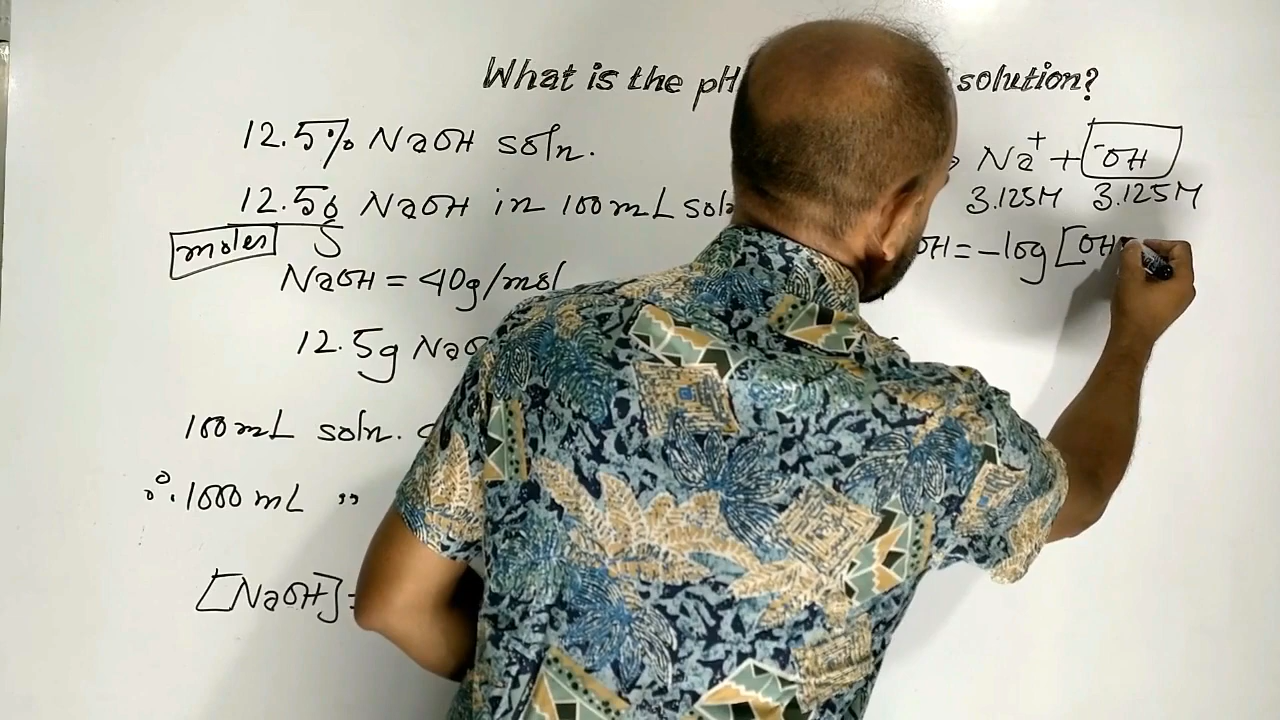 What is the pH solution?
12.5% NaOH soln.
12.5g NaOH in 100mL soln
moles
NaOH = 40g/mol
12.5g NaO
100mL soln.
∴ 1000 mL ”
[NaOH] =
Na⁺ + ⁻OH
3.125M 3.125M
OH = -log [OH